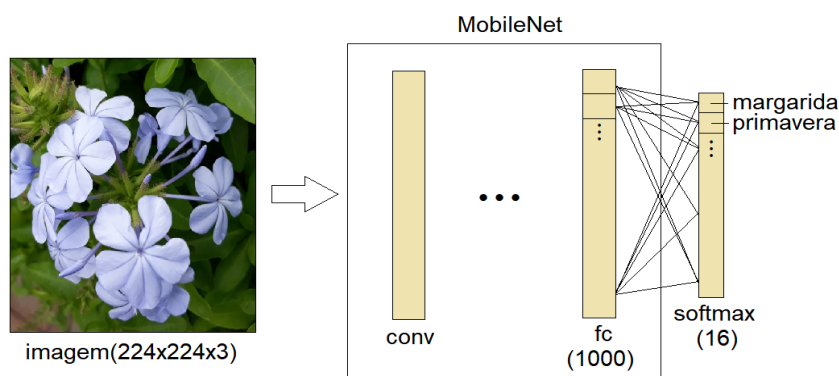 MobileNet
margarida
primavera
imagem(224x224x3)
conv
fc
(1000)
softmax
(16)